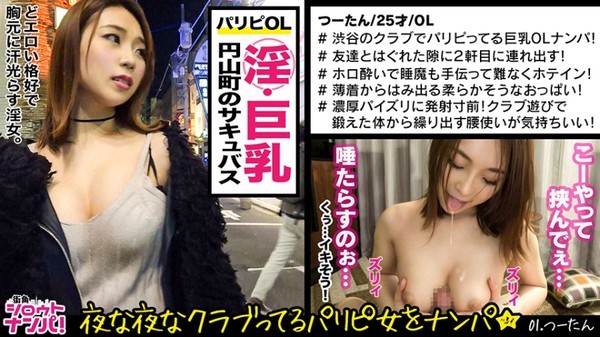 どエロい格好で
胸元に汗光らす淫女。
パリピOL
淫・巨乳
円山町のサキュバス
つーたん/25才/OL
# 渋谷のクラブでパリピってる巨乳OLナンパ!
# 友達とはぐれた隙に2軒目に連れ出す!
# ホロ酔いで睡魔も手伝って難なくホテイン!
# 薄着からはみ出る柔らかそうなおっぱい!
# 濃厚パイズリに発射寸前!クラブ遊びで
鍛えた体から繰り出す腰使いが気持ちいい!
こーやって
挟んでぇ…
唾たらすのぉ…
くぅ…イキそう!
ズリィ
ズリィ
街角
シロウト
ナンパ!
夜な夜なクラブってるパリピ女をナンパ
01.つーたん